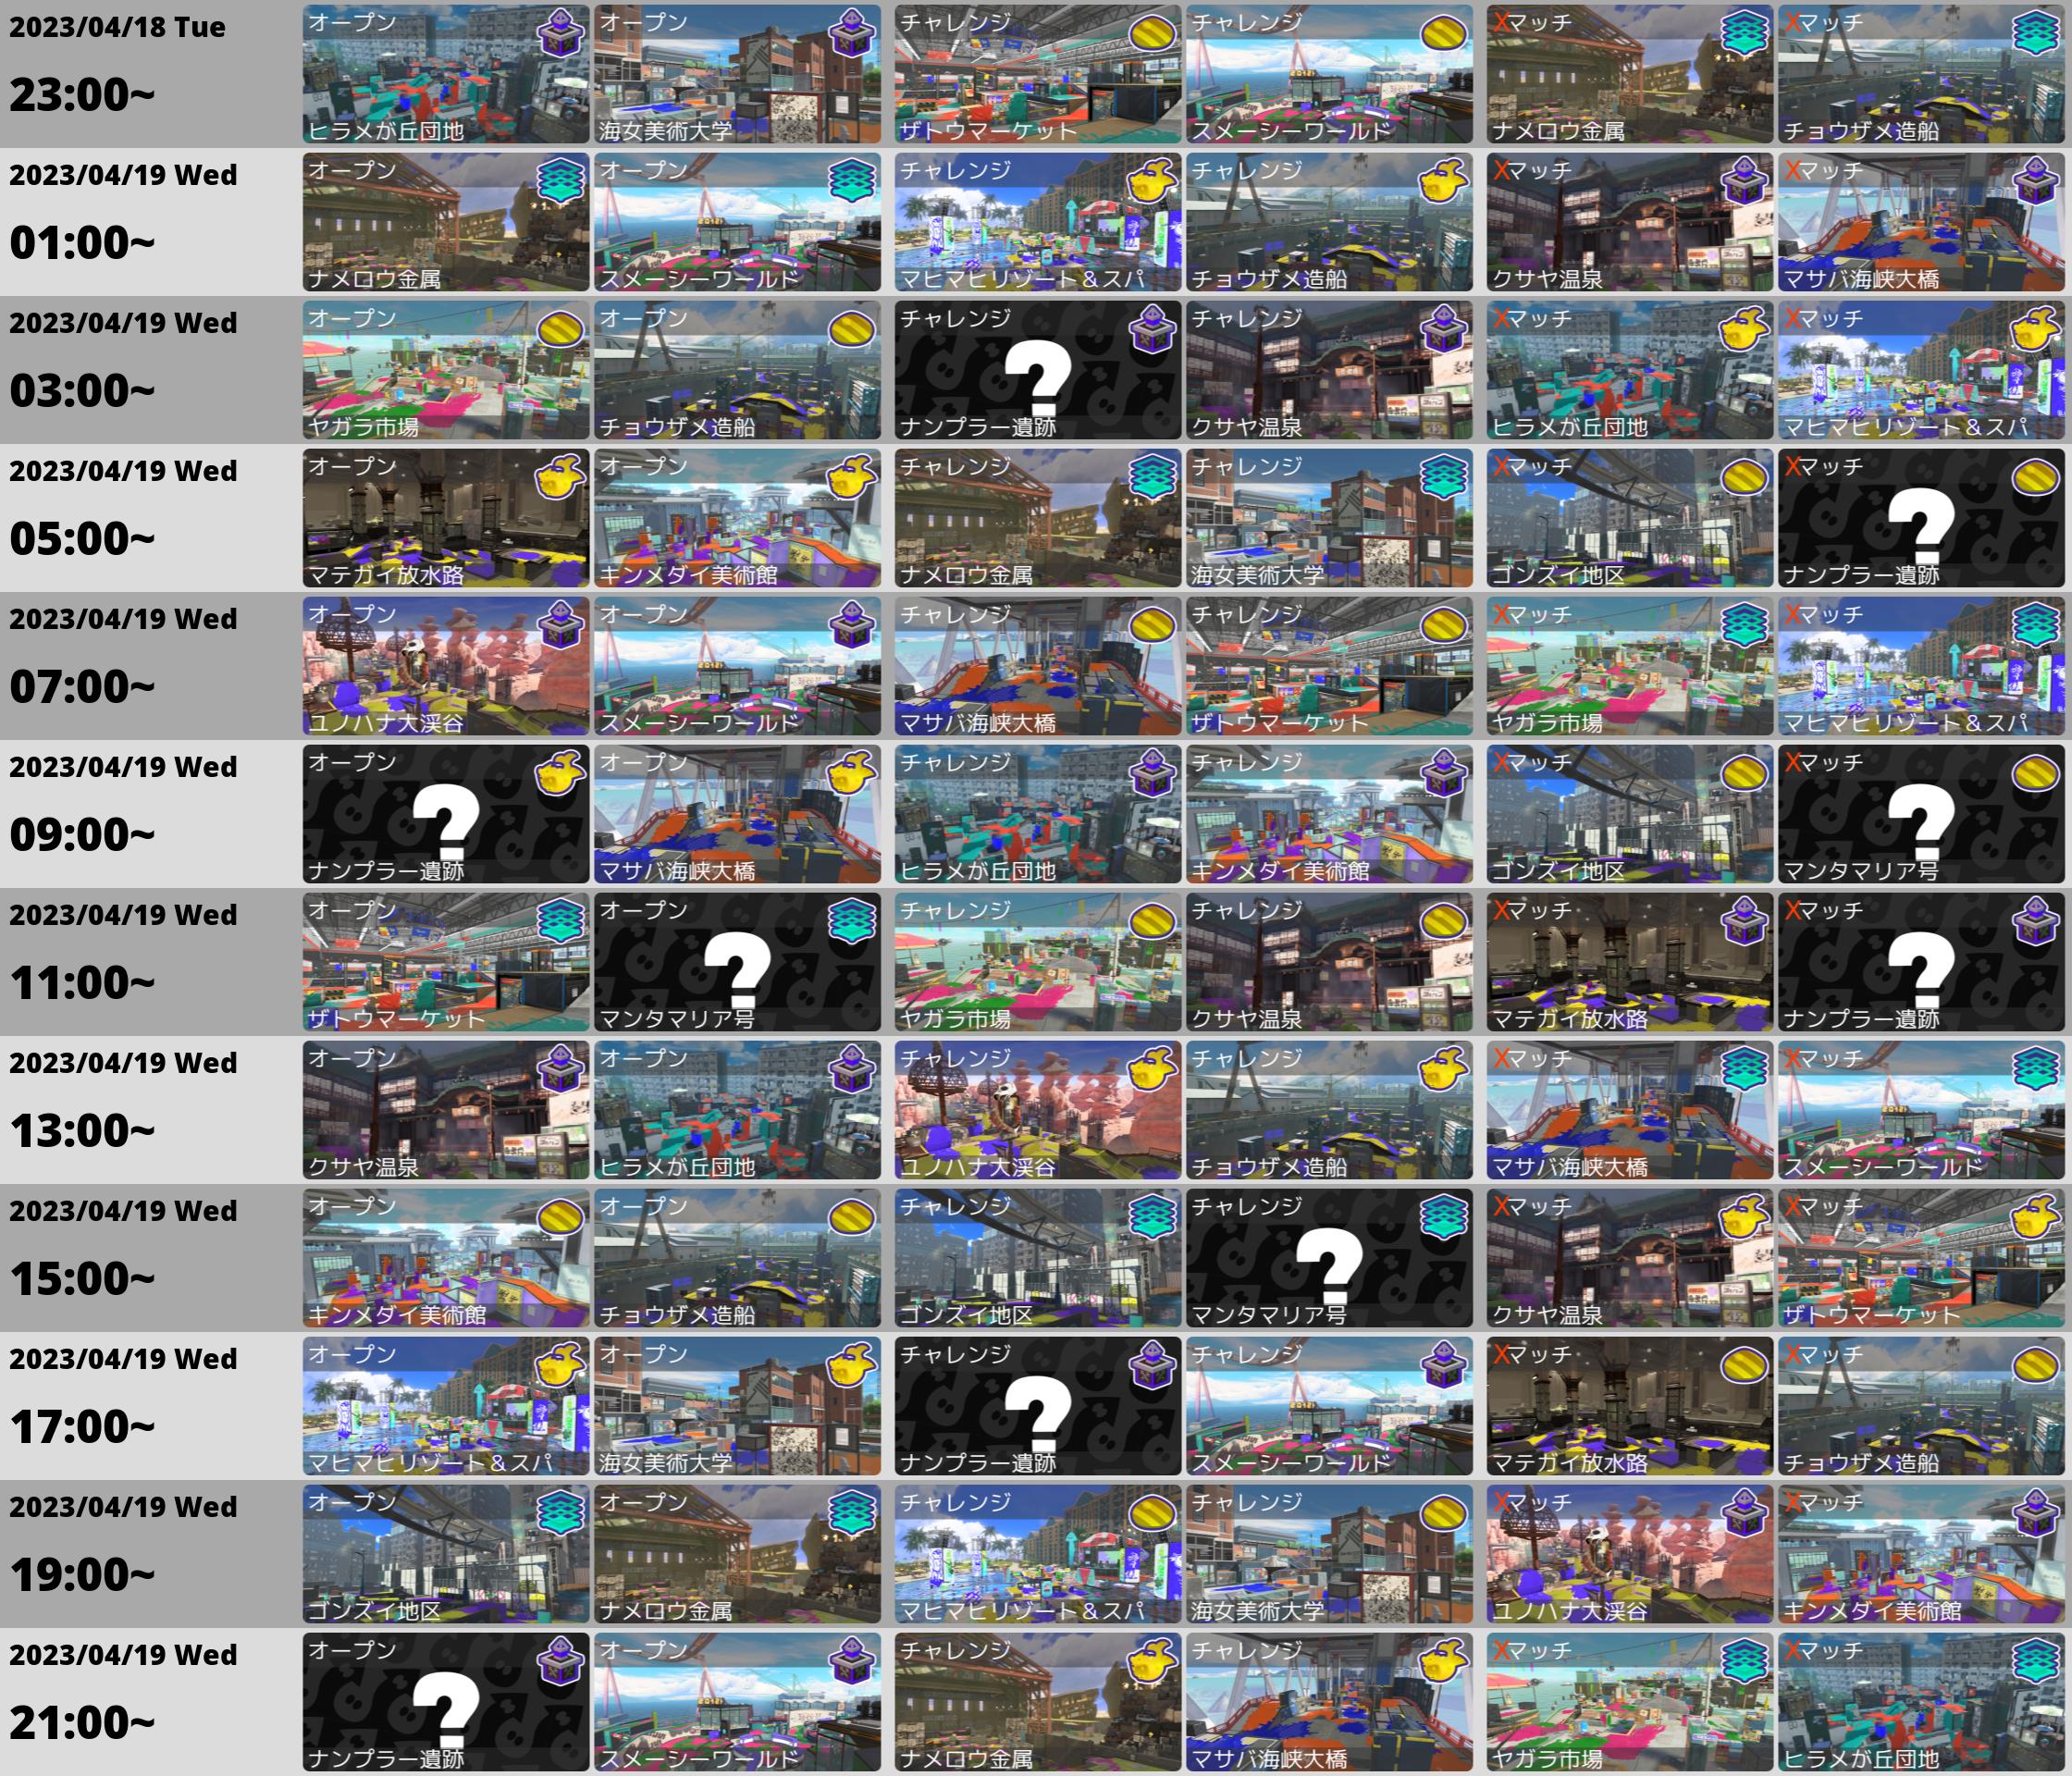 2023/04/18 Tue
23:00~
オープン オープン チャレンジ チャレンジ Xマッチ Xマッチ
ヒラメが丘団地 海女美術大学 ザトウマーケット スメーシーワールド ナメロウ金属 チョウザメ造船
2023/04/19 Wed
01:00~
オープン オープン チャレンジ チャレンジ Xマッチ Xマッチ
ナメロウ金属 スメーシーワールド マヒマヒリゾート＆スパ チョウザメ造船 クサヤ温泉 マサバ海峡大橋
2023/04/19 Wed
03:00~
オープン オープン チャレンジ チャレンジ Xマッチ Xマッチ
ヤガラ市場 チョウザメ造船 ナンプラー遺跡 クサヤ温泉 ヒラメが丘団地 マヒマヒリゾート＆スパ
2023/04/19 Wed
05:00~
オープン オープン チャレンジ チャレンジ Xマッチ Xマッチ
マテガイ放水路 キンメダイ美術館 ナメロウ金属 海女美術大学 ゴンズイ地区 ナンプラー遺跡
2023/04/19 Wed
07:00~
オープン オープン チャレンジ チャレンジ Xマッチ Xマッチ
ユノハナ大渓谷 スメーシーワールド マサバ海峡大橋 ザトウマーケット ヤガラ市場 マヒマヒリゾート＆スパ
2023/04/19 Wed
09:00~
オープン オープン チャレンジ チャレンジ Xマッチ Xマッチ
ナンプラー遺跡 マサバ海峡大橋 ヒラメが丘団地 キンメダイ美術館 ゴンズイ地区 マンタマリア号
2023/04/19 Wed
11:00~
オープン オープン チャレンジ チャレンジ Xマッチ Xマッチ
ザトウマーケット マンタマリア号 ヤガラ市場 クサヤ温泉 マテガイ放水路 ナンプラー遺跡
2023/04/19 Wed
13:00~
オープン オープン チャレンジ チャレンジ Xマッチ Xマッチ
クサヤ温泉 ヒラメが丘団地 ユノハナ大渓谷 チョウザメ造船 マサバ海峡大橋 スメーシーワールド
2023/04/19 Wed
15:00~
オープン オープン チャレンジ チャレンジ Xマッチ Xマッチ
キンメダイ美術館 チョウザメ造船 ゴンズイ地区 マンタマリア号 クサヤ温泉 ザトウマーケット
2023/04/19 Wed
17:00~
オープン オープン チャレンジ チャレンジ Xマッチ Xマッチ
マヒマヒリゾート＆スパ 海女美術大学 ナンプラー遺跡 スメーシーワールド マテガイ放水路 チョウザメ造船
2023/04/19 Wed
19:00~
オープン オープン チャレンジ チャレンジ Xマッチ Xマッチ
ゴンズイ地区 ナメロウ金属 マヒマヒリゾート＆スパ 海女美術大学 ユノハナ大渓谷 キンメダイ美術館
2023/04/19 Wed
21:00~
オープン オープン チャレンジ チャレンジ Xマッチ Xマッチ
ナンプラー遺跡 スメーシーワールド ナメロウ金属 マサバ海峡大橋 ヤガラ市場 ヒラメが丘団地